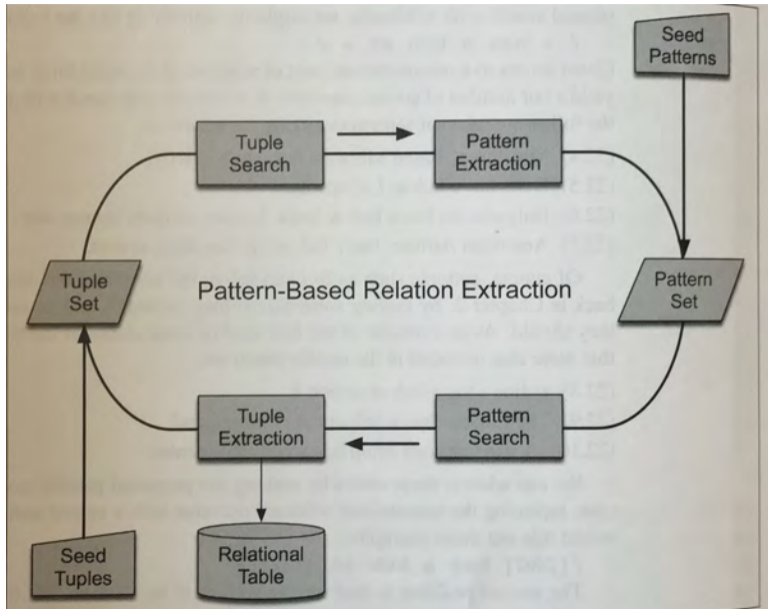 Seed
Patterns
Tuple
Search
Pattern
Extraction
Tuple
Set
Pattern-Based Relation Extraction
Pattern
Set
Tuple
Extraction
Pattern
Search
Seed
Tuples
Relational
Table